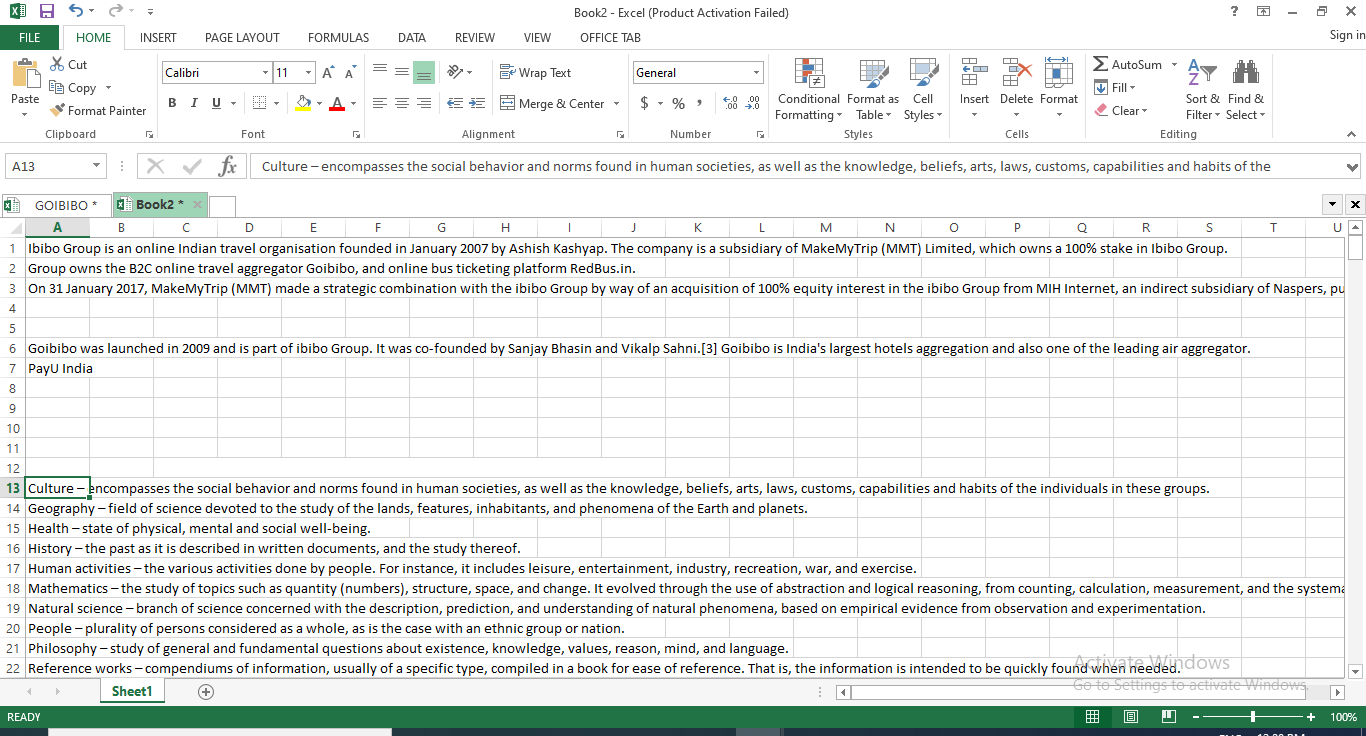 Book2 - Excel (Product Activation Failed)
FILE HOME INSERT PAGE LAYOUT FORMULAS DATA REVIEW VIEW OFFICE TAB Sign in
Paste
Cut
Copy
Format Painter
Clipboard
Calibri 11
B I U
Font
Wrap Text
Merge & Center
Alignment
General
$ % ,
Number
Conditional Formatting
Format as Table
Cell Styles
Styles
Insert
Delete
Format
Cells
AutoSum
Fill
Clear
Sort & Filter
Find & Select
Editing
A13 fx Culture – encompasses the social behavior and norms found in human societies, as well as the knowledge, beliefs, arts, laws, customs, capabilities and habits of the
GOIBIBO * Book2 *
A B C D E F G H I J K L M N O P Q R S T U
1 Ibibo Group is an online Indian travel organisation founded in January 2007 by Ashish Kashyap. The company is a subsidiary of MakeMyTrip (MMT) Limited, which owns a 100% stake in Ibibo Group.
2 Group owns the B2C online travel aggregator Goibibo, and online bus ticketing platform RedBus.in.
3 On 31 January 2017, MakeMyTrip (MMT) made a strategic combination with the ibibo Group by way of an acquisition of 100% equity interest in the ibibo Group from MIH Internet, an indirect subsidiary of Naspers, pu
4
5
6 Goibibo was launched in 2009 and is part of ibibo Group. It was co-founded by Sanjay Bhasin and Vikalp Sahni.[3] Goibibo is India's largest hotels aggregation and also one of the leading air aggregator.
7 PayU India
8
9
10
11
12
13 Culture – encompasses the social behavior and norms found in human societies, as well as the knowledge, beliefs, arts, laws, customs, capabilities and habits of the individuals in these groups.
14 Geography – field of science devoted to the study of the lands, features, inhabitants, and phenomena of the Earth and planets.
15 Health – state of physical, mental and social well-being.
16 History – the past as it is described in written documents, and the study thereof.
17 Human activities – the various activities done by people. For instance, it includes leisure, entertainment, industry, recreation, war, and exercise.
18 Mathematics – the study of topics such as quantity (numbers), structure, space, and change. It evolved through the use of abstraction and logical reasoning, from counting, calculation, measurement, and the systema
19 Natural science – branch of science concerned with the description, prediction, and understanding of natural phenomena, based on empirical evidence from observation and experimentation.
20 People – plurality of persons considered as a whole, as is the case with an ethnic group or nation.
21 Philosophy – study of general and fundamental questions about existence, knowledge, values, reason, mind, and language.
22 Reference works – compendiums of information, usually of a specific type, compiled in a book for ease of reference. That is, the information is intended to be quickly found when needed.
Activate Windows
Go to Settings to activate Windows.
Sheet1
READY 100%